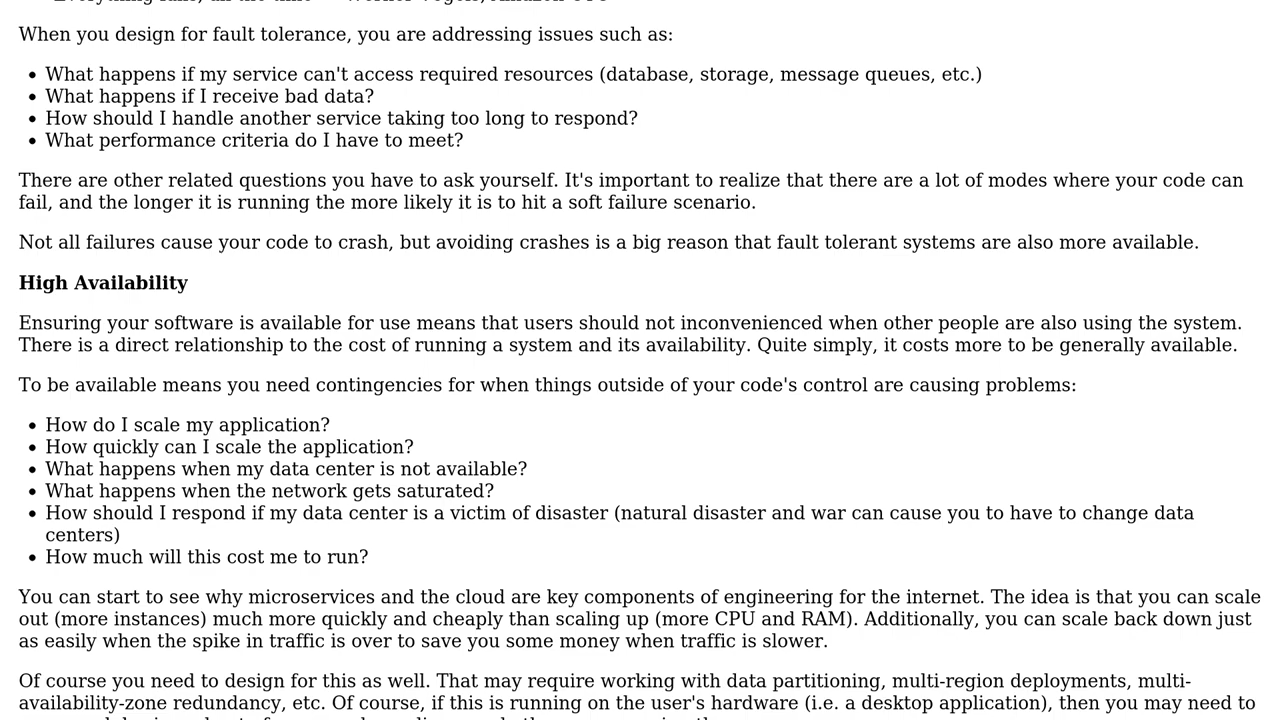 When you design for fault tolerance, you are addressing issues such as:
• What happens if my service can't access required resources (database, storage, message queues, etc.)
• What happens if I receive bad data?
• How should I handle another service taking too long to respond?
• What performance criteria do I have to meet?
There are other related questions you have to ask yourself. It's important to realize that there are a lot of modes where your code can
fail, and the longer it is running the more likely it is to hit a soft failure scenario.
Not all failures cause your code to crash, but avoiding crashes is a big reason that fault tolerant systems are also more available.
High Availability
Ensuring your software is available for use means that users should not inconvenienced when other people are also using the system.
There is a direct relationship to the cost of running a system and its availability. Quite simply, it costs more to be generally available.
To be available means you need contingencies for when things outside of your code's control are causing problems:
• How do I scale my application?
• How quickly can I scale the application?
• What happens when my data center is not available?
• What happens when the network gets saturated?
• How should I respond if my data center is a victim of disaster (natural disaster and war can cause you to have to change data
centers)
• How much will this cost me to run?
You can start to see why microservices and the cloud are key components of engineering for the internet. The idea is that you can scale
out (more instances) much more quickly and cheaply than scaling up (more CPU and RAM). Additionally, you can scale back down just
as easily when the spike in traffic is over to save you some money when traffic is slower.
Of course you need to design for this as well. That may require working with data partitioning, multi-region deployments, multi-
availability-zone redundancy, etc. Of course, if this is running on the user's hardware (i.e. a desktop application), then you may need to